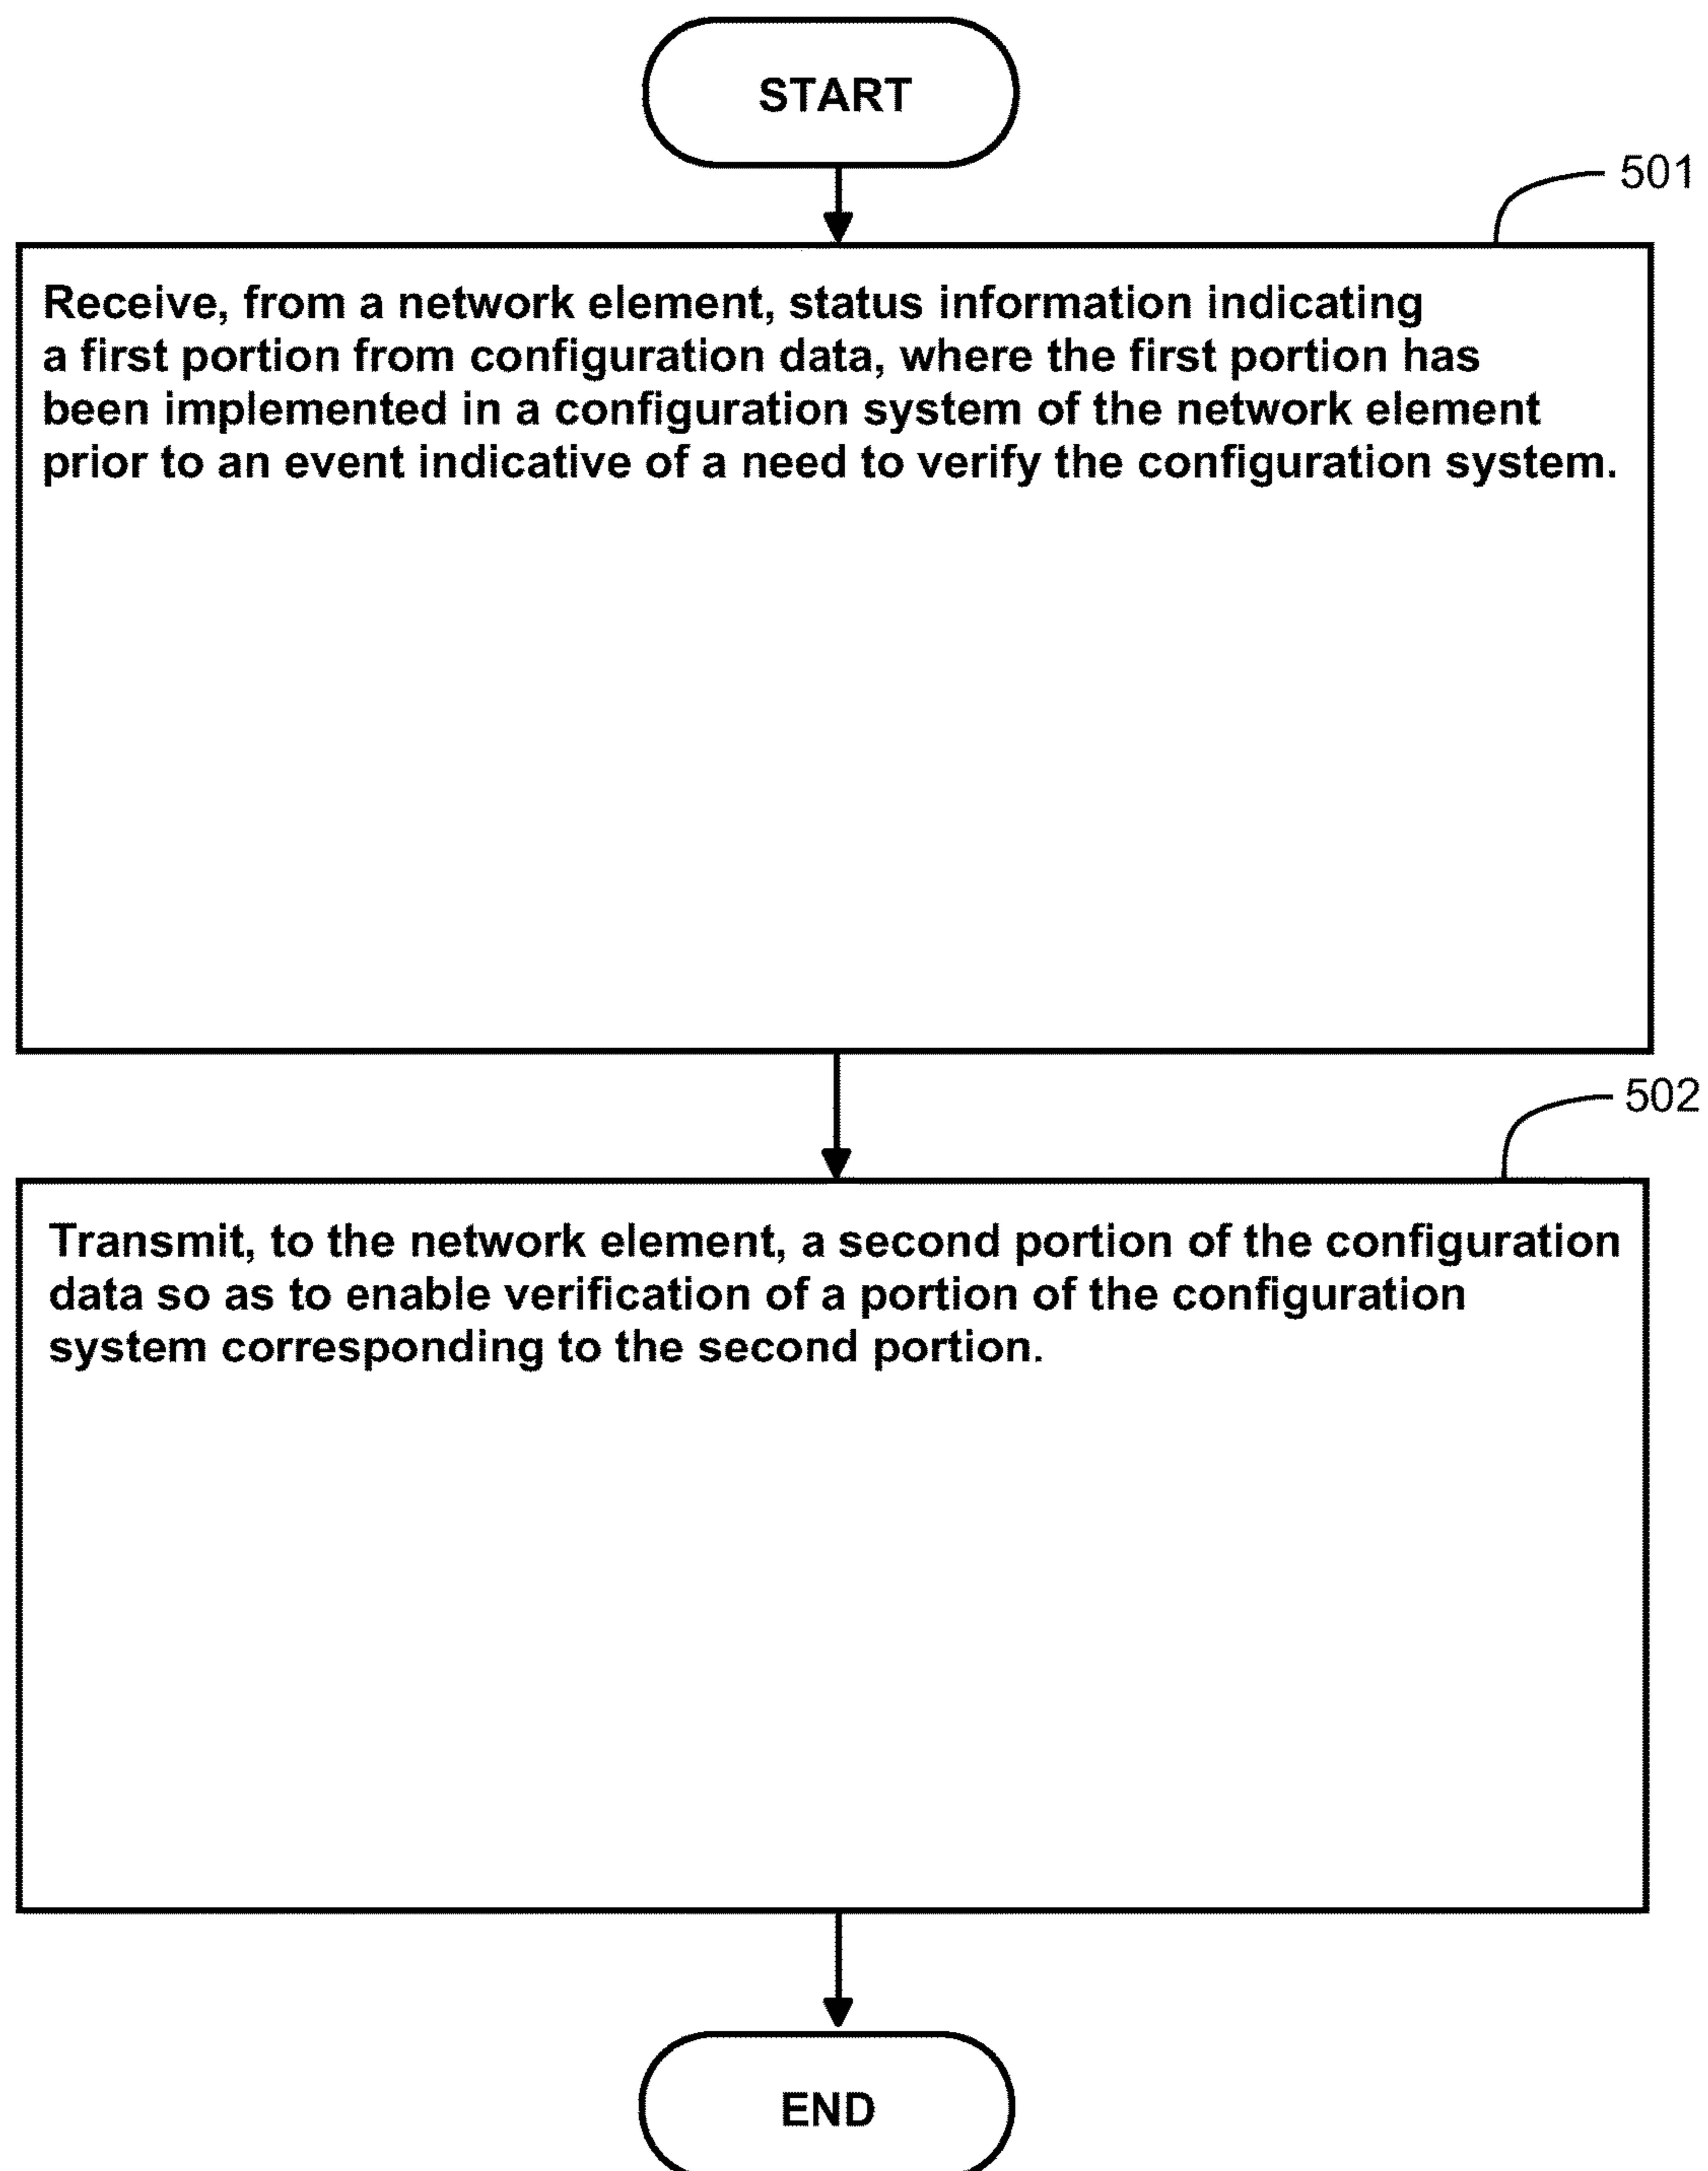 START
501
Receive, from a network element, status information indicating
a first portion from configuration data, where the first portion has
been implemented in a configuration system of the network element
prior to an event indicative of a need to verify the configuration system.
502
Transmit, to the network element, a second portion of the configuration
data so as to enable verification of a portion of the configuration
system corresponding to the second portion.
END